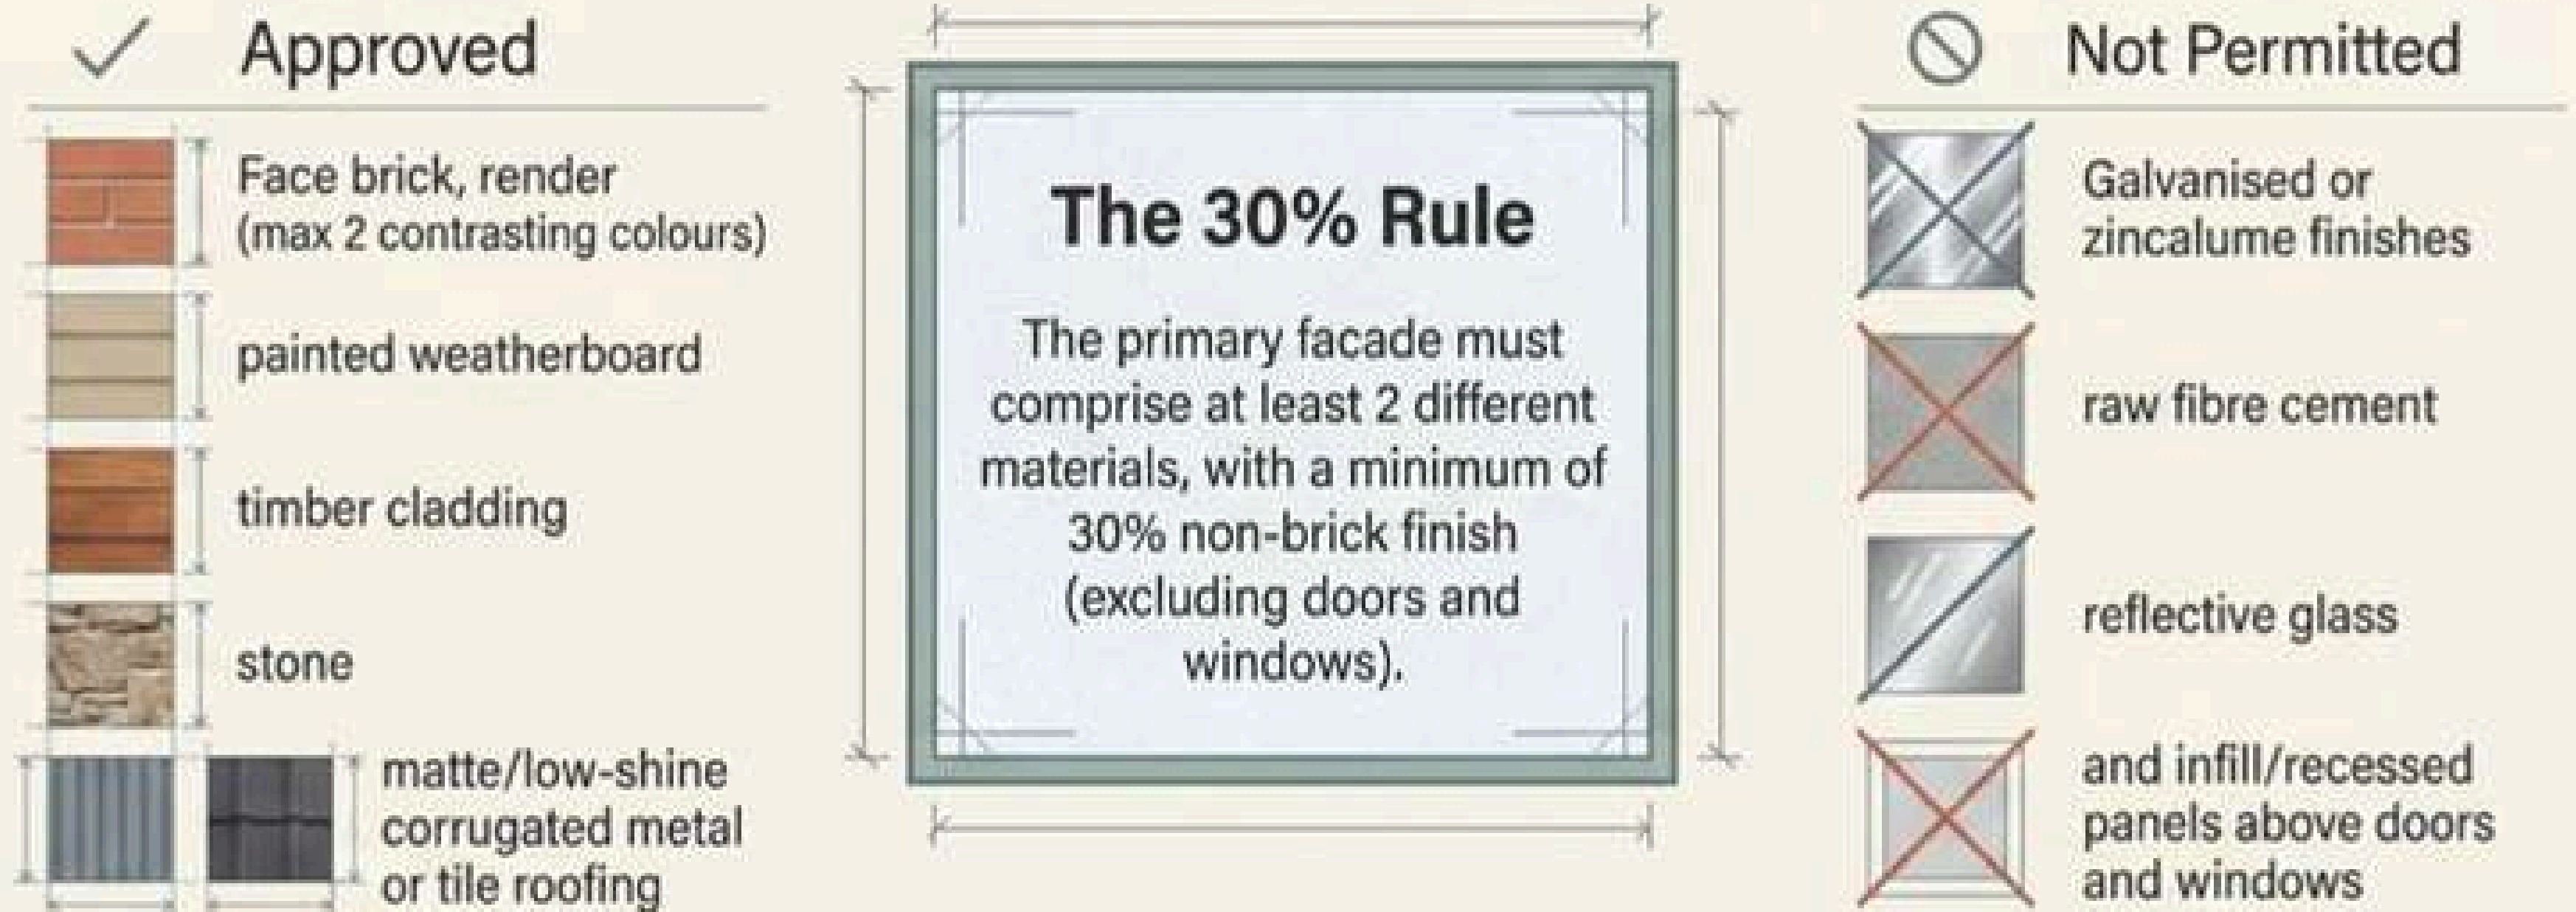 Approved
Face brick, render
(max 2 contrasting colours)
painted weatherboard
timber cladding
stone
matte/low-shine
corrugated metal
or tile roofing
The 30% Rule
The primary facade must
comprise at least 2 different
materials, with a minimum of
30% non-brick finish
(excluding doors and
windows).
Not Permitted
Galvanised or
zincalume finishes
raw fibre cement
reflective glass
and infill/recessed
panels above doors
and windows